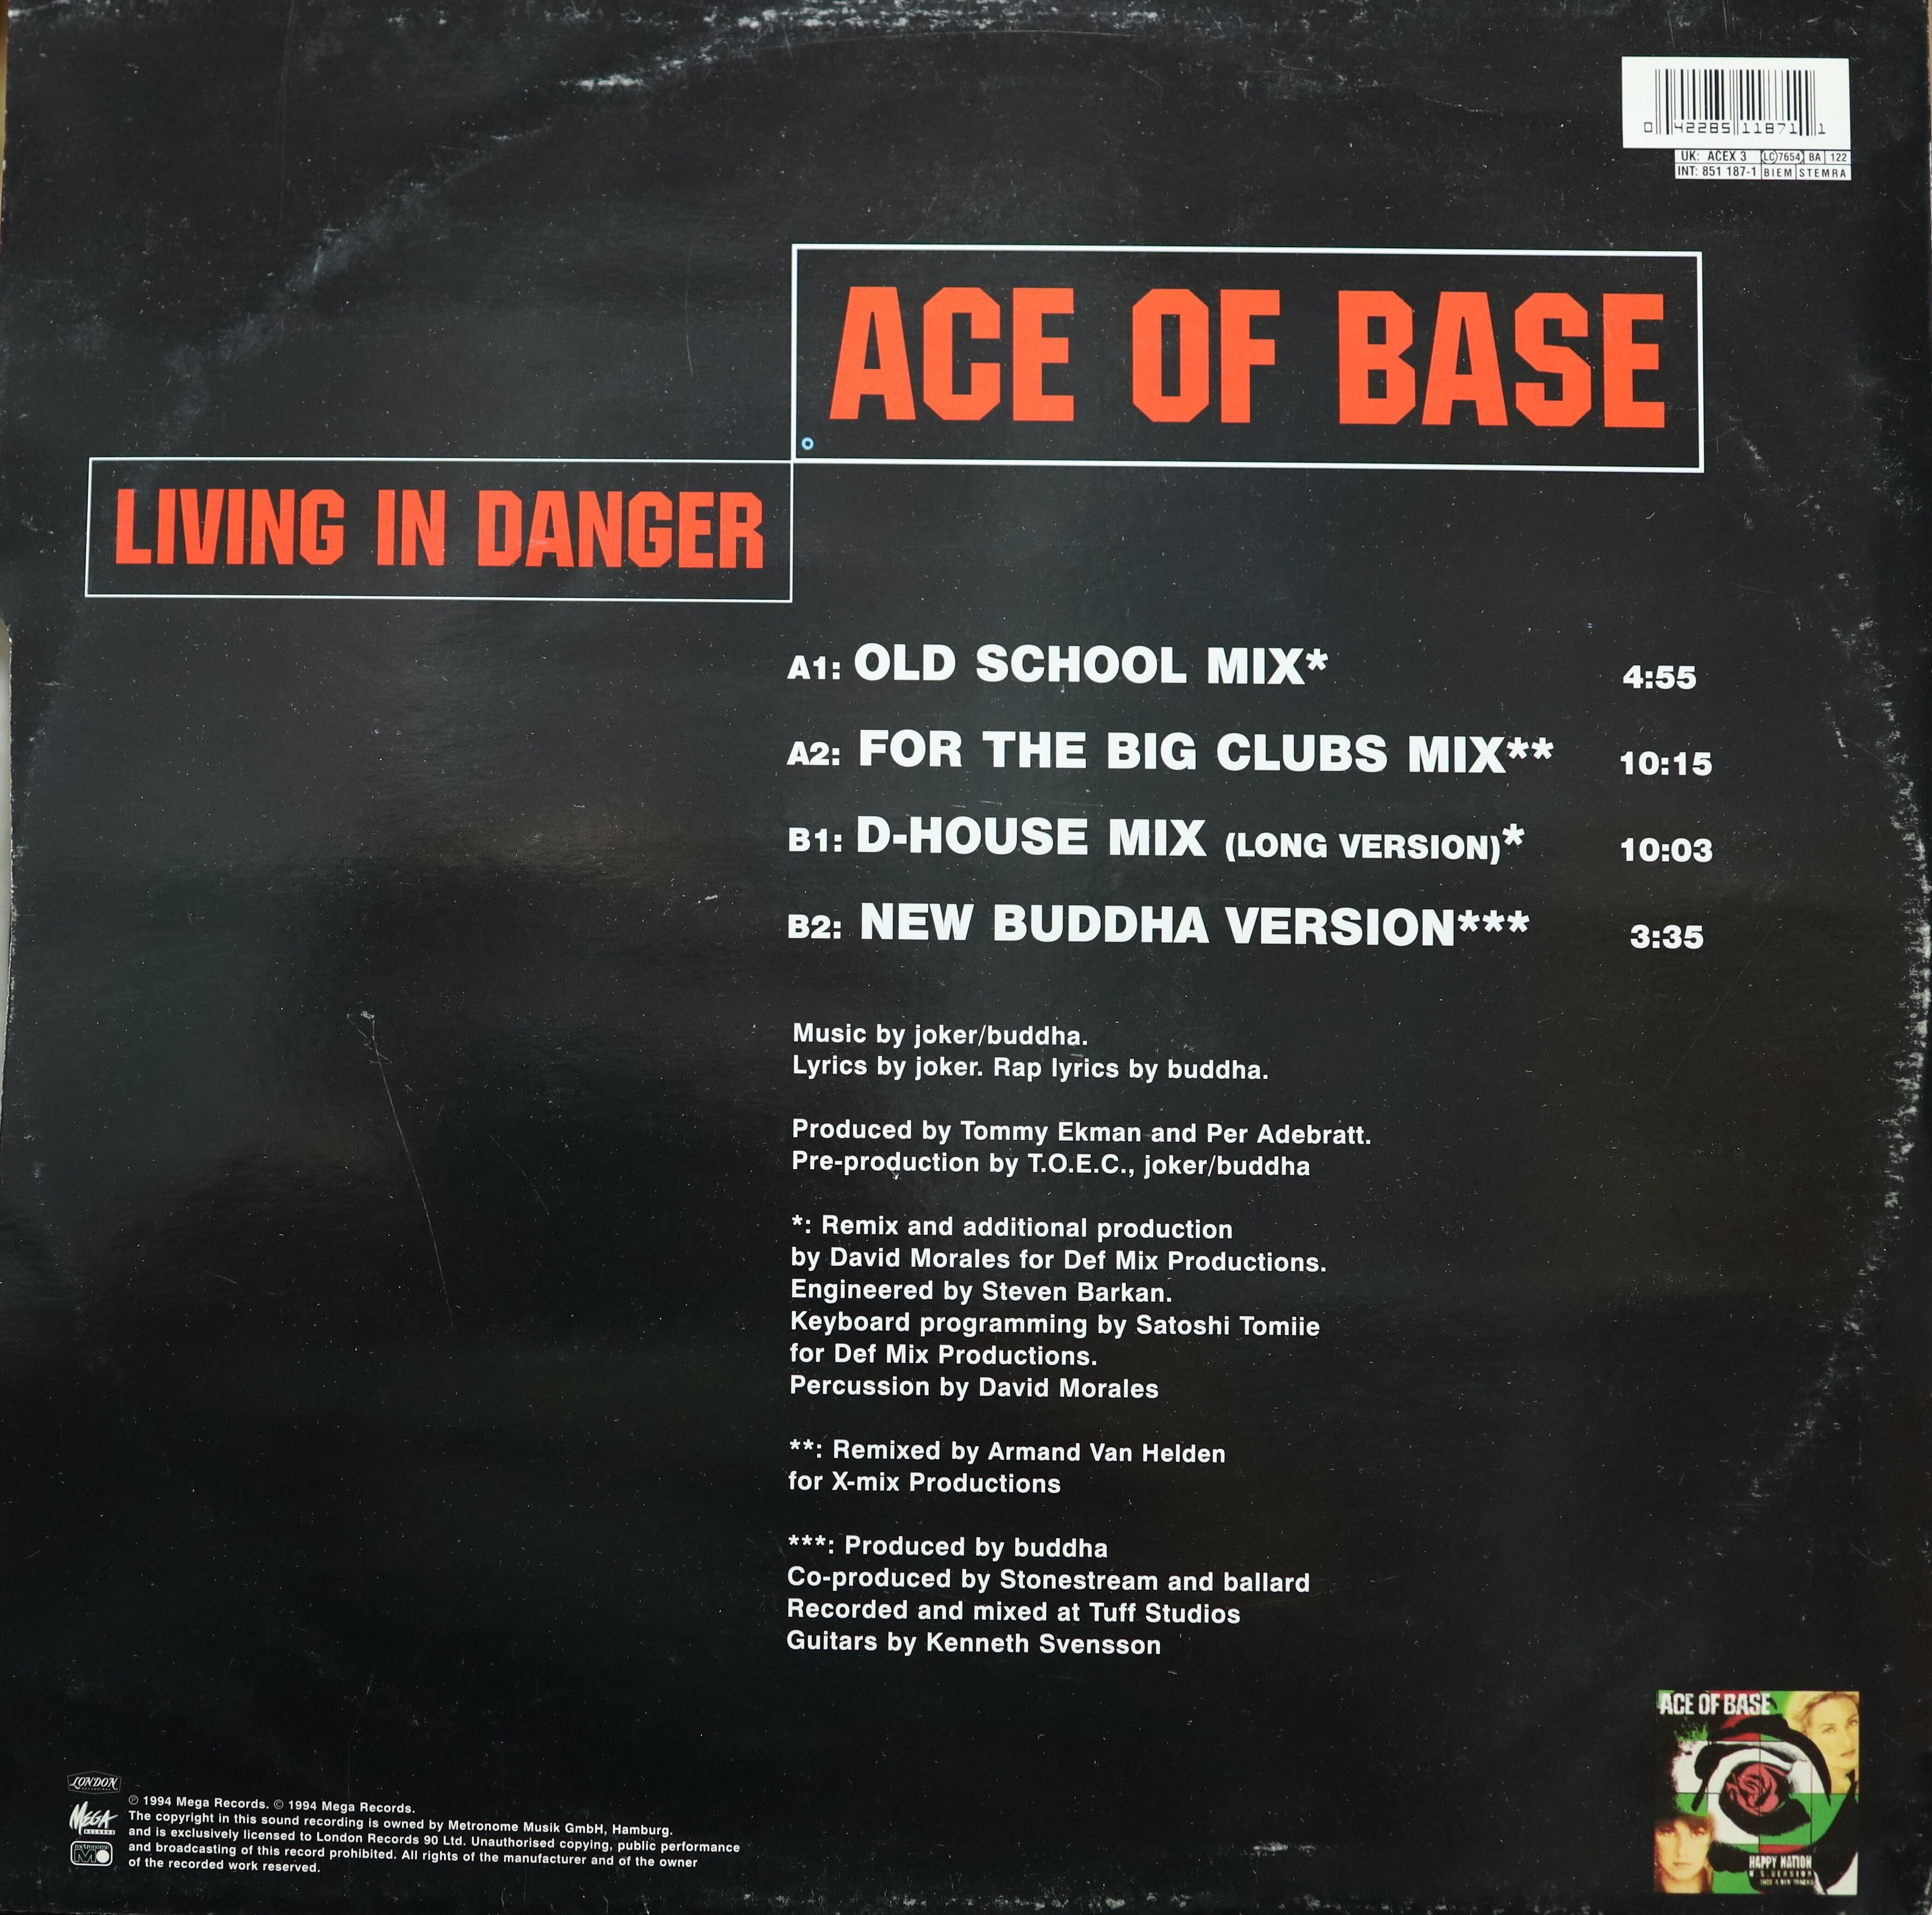 0 42285 11871 1
UK: ACEX 3 LC 7654 BA 122
INT: 851 187-1 BIEM STEMRA
ACE OF BASE
LIVING IN DANGER
A1: OLD SCHOOL MIX* 4:55
A2: FOR THE BIG CLUBS MIX** 10:15
B1: D-HOUSE MIX (LONG VERSION)* 10:03
B2: NEW BUDDHA VERSION*** 3:35
Music by joker/buddha.
Lyrics by joker. Rap lyrics by buddha.
Produced by Tommy Ekman and Per Adebratt.
Pre-production by T.O.E.C., joker/buddha
*: Remix and additional production
by David Morales for Def Mix Productions.
Engineered by Steven Barkan.
Keyboard programming by Satoshi Tomiie
for Def Mix Productions.
Percussion by David Morales
**: Remixed by Armand Van Helden
for X-mix Productions
***: Produced by buddha
Co-produced by Stonestream and ballard
Recorded and mixed at Tuff Studios
Guitars by Kenneth Svensson
ACE OF BASE
HAPPY NATION
U.S. VERSION
LONDON
MEGA
RECORDS
metronome
℗ 1994 Mega Records. © 1994 Mega Records.
The copyright in this sound recording is owned by Metronome Musik GmbH, Hamburg.
and is exclusively licensed to London Records 90 Ltd. Unauthorised copying, public performance
and broadcasting of this record prohibited. All rights of the manufacturer and of the owner
of the recorded work reserved.